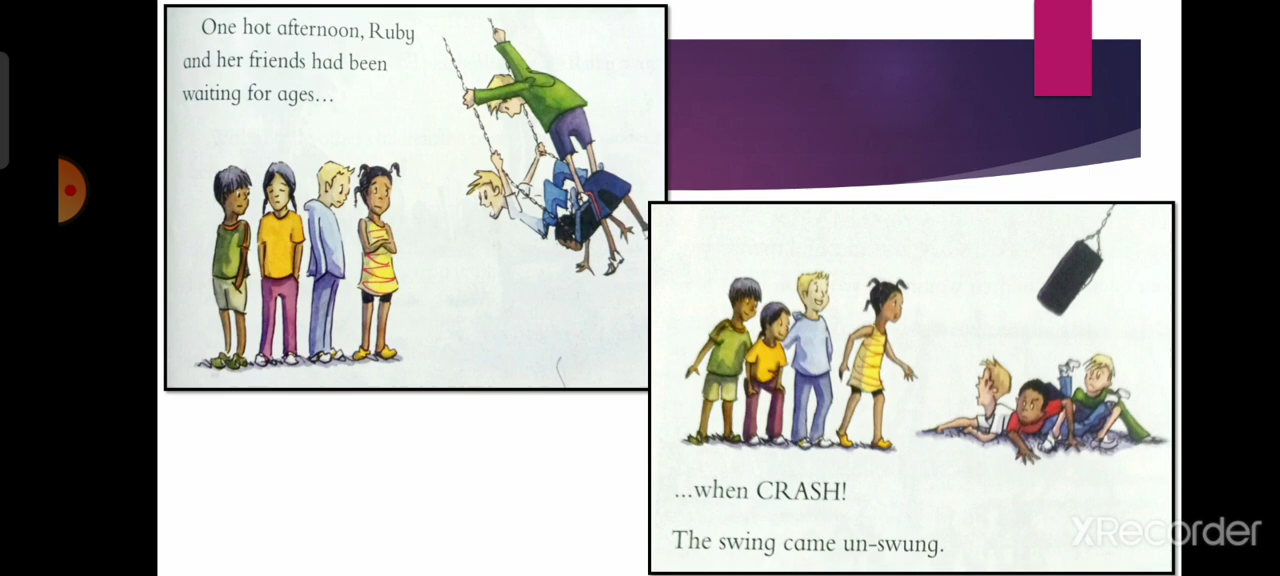 One hot afternoon, Ruby
and her friends had been
waiting for ages...
...when CRASH!
The swing came un-swung.
XRecorder